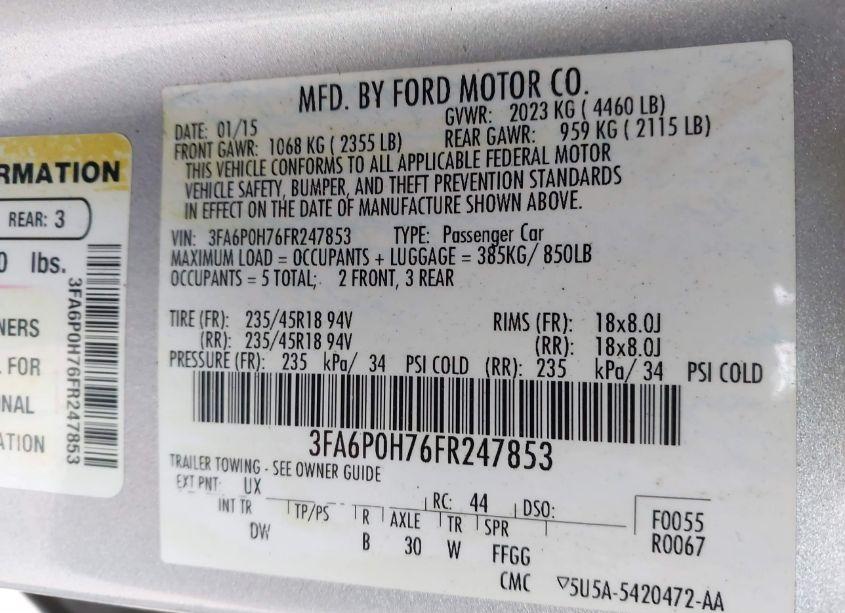 RMATION
REAR: 3
0 lbs.
NERS
FOR
NAL
ATION
3FA6P0H76FR247853
MFD. BY FORD MOTOR CO.
DATE: 01/15 GVWR: 2023 KG ( 4460 LB)
FRONT GAWR: 1068 KG ( 2355 LB) REAR GAWR: 959 KG ( 2115 LB)
THIS VEHICLE CONFORMS TO ALL APPLICABLE FEDERAL MOTOR
VEHICLE SAFETY, BUMPER, AND THEFT PREVENTION STANDARDS
IN EFFECT ON THE DATE OF MANUFACTURE SHOWN ABOVE.
VIN: 3FA6P0H76FR247853 TYPE: Passenger Car
MAXIMUM LOAD = OCCUPANTS + LUGGAGE = 385KG/ 850LB
OCCUPANTS = 5 TOTAL; 2 FRONT, 3 REAR
TIRE (FR): 235/45R18 94V RIMS (FR): 18x8.0J
(RR): 235/45R18 94V (RR): 18x8.0J
PRESSURE (FR): 235 kPa/ 34 PSI COLD (RR): 235 kPa/ 34 PSI COLD
3FA6P0H76FR247853
TRAILER TOWING - SEE OWNER GUIDE
EXT PNT: UX RC: 44 DSO:
INT TR TP/PS R AXLE TR SPR F0055
DW B 30 W FFGG R0067
CMC ▽5U5A-5420472-AA